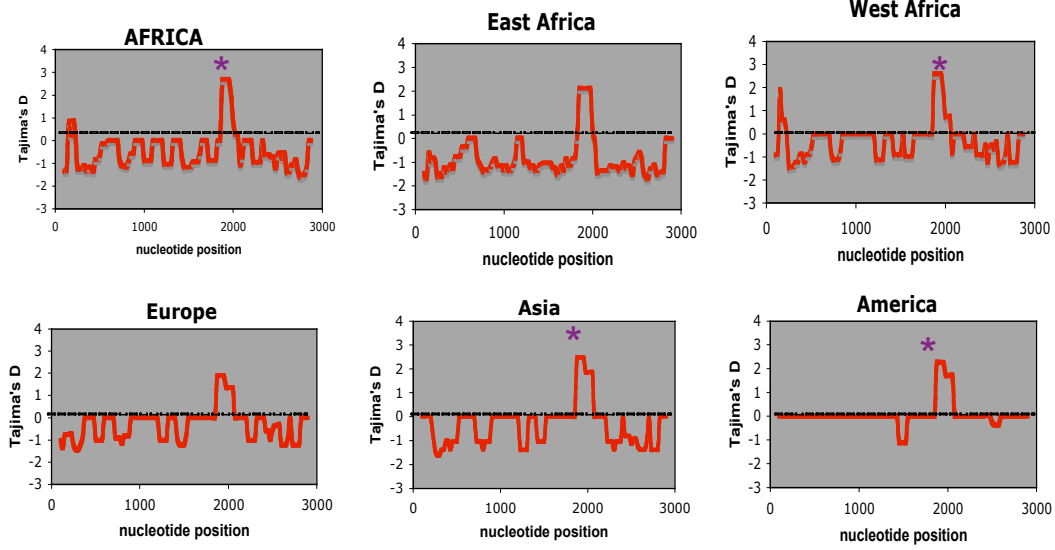 AFRICA
*
4
3
2
1
0
-1
-2
-3
Tajima's D
0 1000 2000 3000
nucleotide position
East Africa
4
3
2
1
0
-1
-2
-3
Tajima's D
0 1000 2000 3000
nucleotide position
West Africa
*
4
3
2
1
0
-1
-2
-3
Tajima's D
0 1000 2000 3000
nucleotide position
Europe
4
3
2
1
0
-1
-2
-3
Tajima's D
0 1000 2000 3000
nucleotide position
Asia
*
4
3
2
1
0
-1
-2
-3
Tajima's D
0 1000 2000 3000
nucleotide position
America
*
4
3
2
1
0
-1
-2
-3
Tajima's D
0 1000 2000 3000
nucleotide position